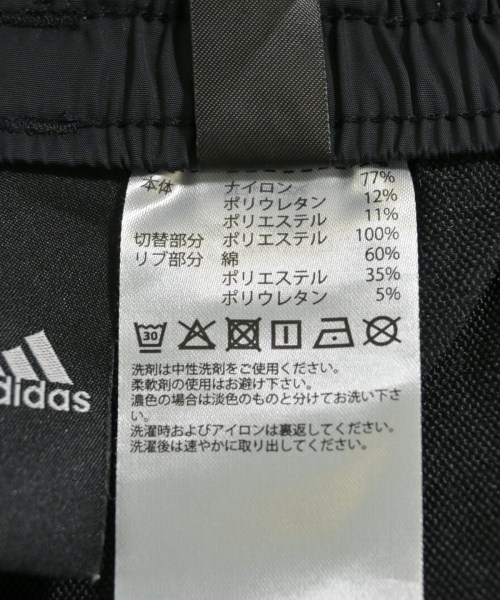 本体 ナイロン 77%
ポリウレタン 12%
ポリエステル 11%
切替部分 ポリエステル 100%
リブ部分 綿 60%
ポリエステル 35%
ポリウレタン 5%
30
洗剤は中性洗剤をご使用ください。
柔軟剤の使用はお避け下さい。
濃色の場合は淡色のものと分けてお洗い下さ
い。
洗濯時およびアイロンは裏返してください。
洗濯後は速やかに取り出してください。
adidas